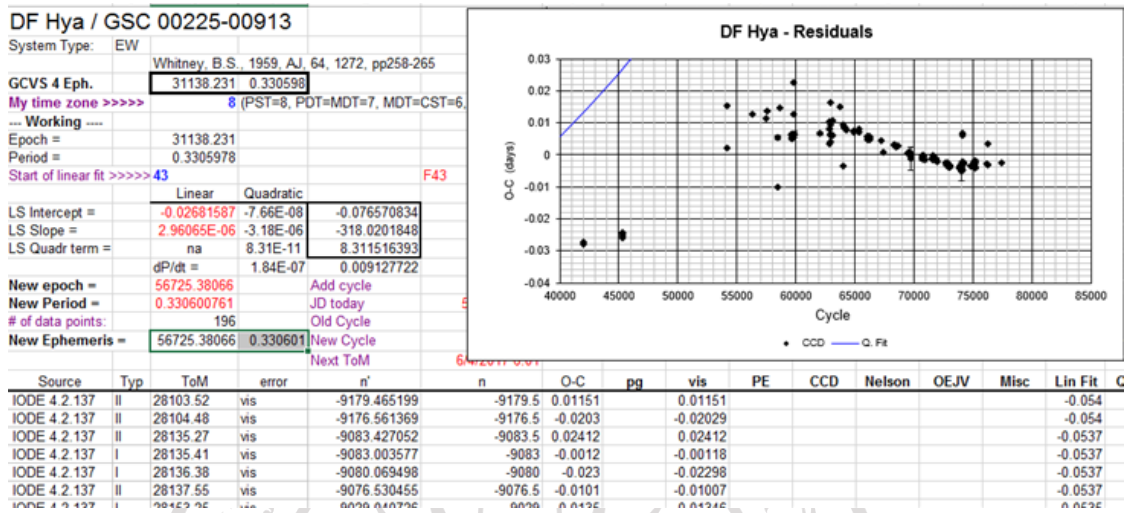 DF Hya / GSC 00225-00913
System Type: EW
Whitney, B.S., 1959, AJ, 64, 1272, pp258-265
GCVS 4 Eph. 31138.231 0.330598
My time zone >>>>> 8 (PST=8, PDT=MDT=7, MDT=CST=6,
--- Working ----
Epoch = 31138.231
Period = 0.3305978
Start of linear fit >>>>> 43 F43
Linear Quadratic
LS Intercept = -0.02681587 -7.66E-08 -0.076570834
LS Slope = 2.96065E-06 -3.18E-06 -318.0201848
LS Quadr term = na 8.31E-11 8.311516393
dP/dt = 1.84E-07 0.009127722
New epoch = 56725.38066 Add cycle
New Period = 0.330600761 JD today 5
# of data points: 196 Old Cycle
New Ephemeris = 56725.38066 0.330601 New Cycle
Next ToM
DF Hya - Residuals
O-C (days)
0.03
0.02
0.01
0
-0.01
-0.02
-0.03
-0.04
40000 45000 50000 55000 60000 65000 70000 75000 80000 85000
Cycle
CCD Q. Fit
Source Typ ToM error n' n O-C pg vis PE CCD Nelson OEJV Misc Lin Fit Q
IODE 4.2.137 II 28103.52 vis -9179.465199 -9179.5 0.01151 0.01151 -0.054
IODE 4.2.137 II 28104.48 vis -9176.561369 -9176.5 -0.0203 -0.02029 -0.054
IODE 4.2.137 II 28135.27 vis -9083.427052 -9083.5 0.02412 0.02412 -0.0537
IODE 4.2.137 I 28135.41 vis -9083.003577 -9083 -0.0012 -0.00118 -0.0537
IODE 4.2.137 I 28136.38 vis -9080.069498 -9080 -0.023 -0.02298 -0.0537
IODE 4.2.137 II 28137.55 vis -9076.530455 -9076.5 -0.0101 -0.01007 -0.0537